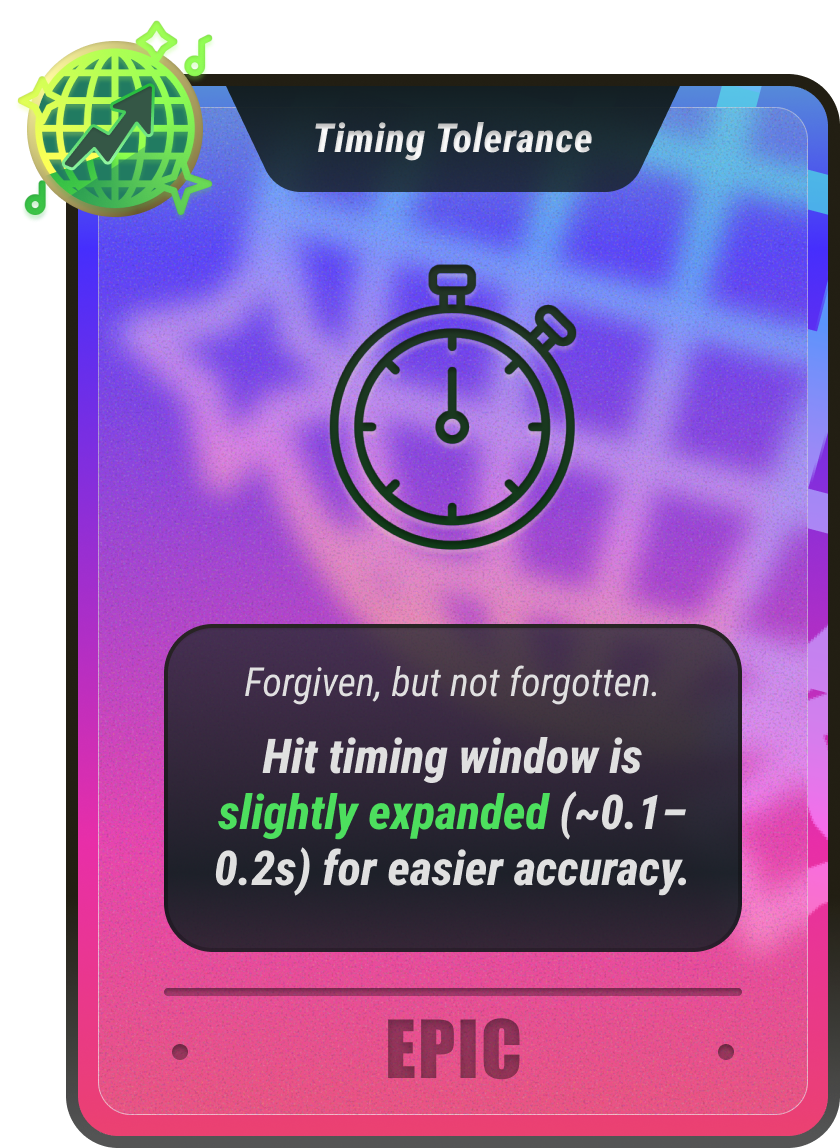 Timing Tolerance
Forgiven, but not forgotten.
Hit timing window is
slightly expanded (~0.1–
0.2s) for easier accuracy.
EPIC